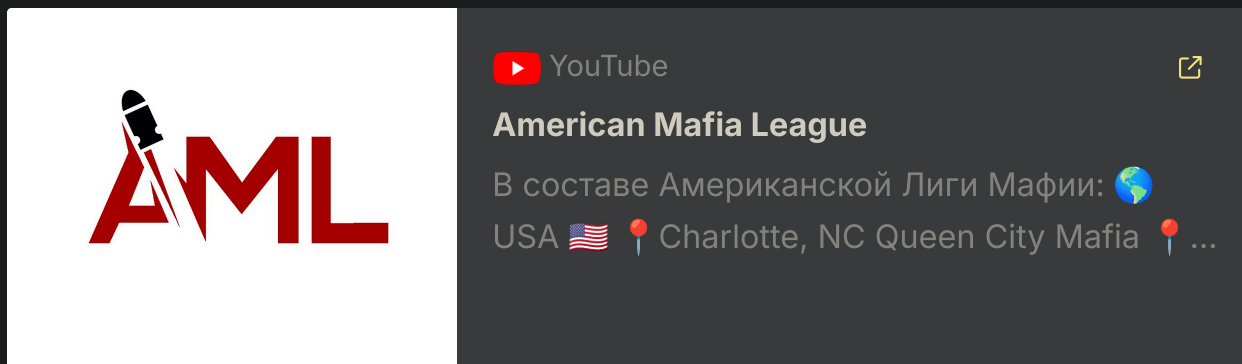 AML
YouTube
American Mafia League
В составе Американской Лиги Мафии: 🌎
USA 🇺🇸 📍Charlotte, NC Queen City Mafia 📍...